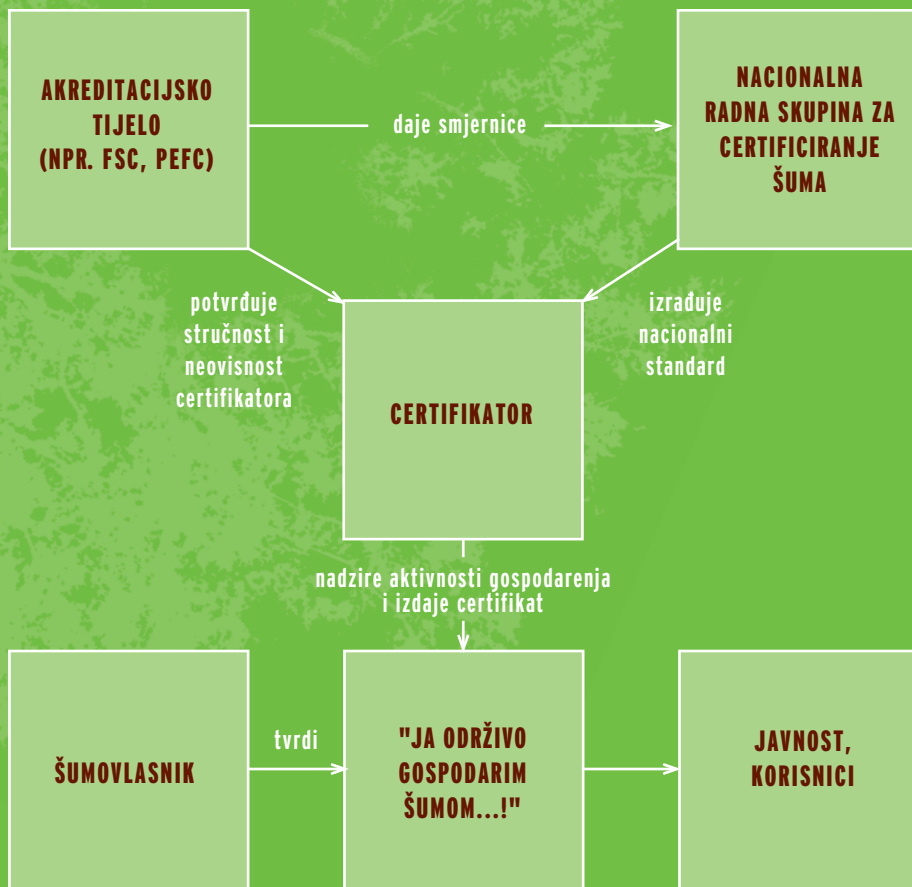 AKREDITACIJSKO
TIJELO
(NPR. FSC, PEFC)
daje smjernice
NACIONALNA
RADNA SKUPINA ZA
CERTIFICIRANJE
ŠUMA
potvrđuje
stručnost i
neovisnost
certifikatora
izrađuje
nacionalni
standard
CERTIFIKATOR
nadzire aktivnosti gospodarenja
i izdaje certifikat
ŠUMOVLASNIK
tvrdi
"JA ODRŽIVO
GOSPODARIM
ŠUMOM...!"
JAVNOST,
KORISNICI